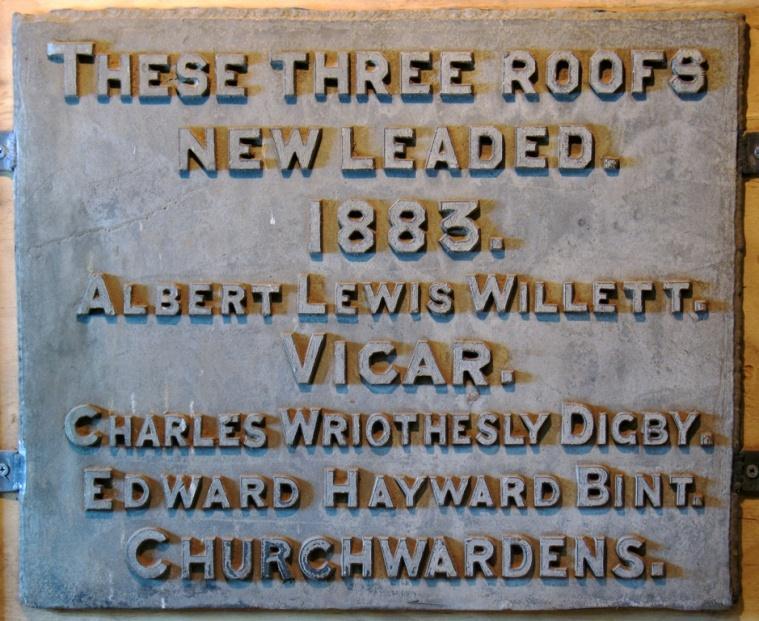 THESE THREE ROOFS
NEW LEADED.
1883.
ALBERT LEWIS WILLETT.
VICAR.
CHARLES WRIOTHESLY DIGBY.
EDWARD HAYWARD BINT.
CHURCHWARDENS.